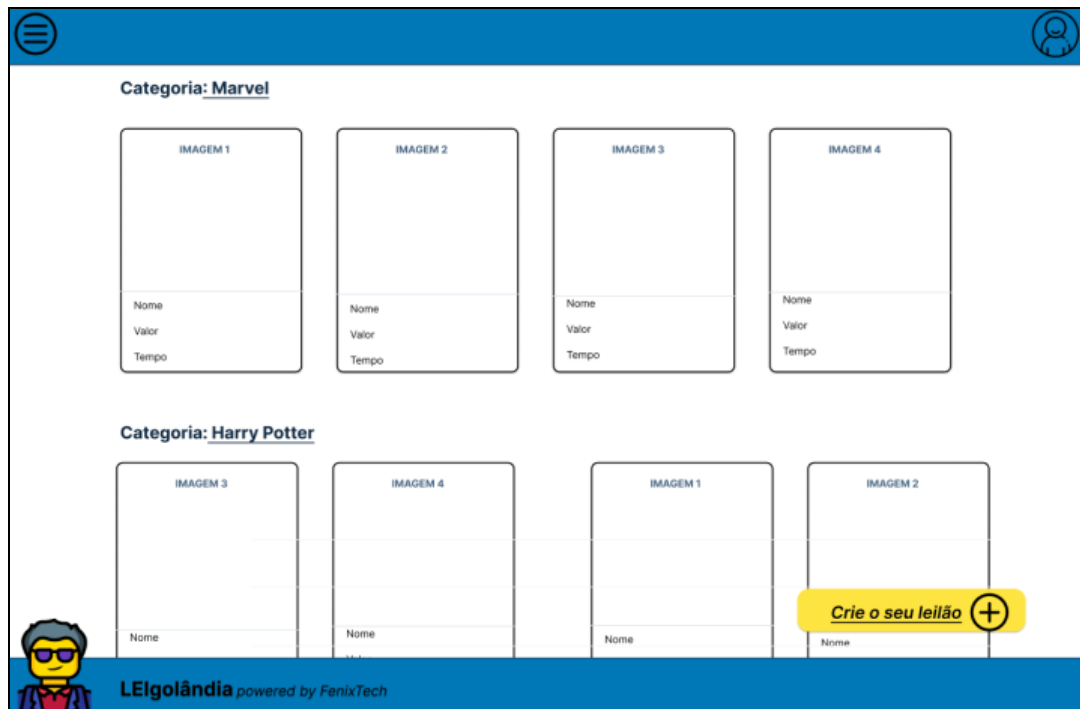 Categoria: Marvel
IMAGEM 1
IMAGEM 2
IMAGEM 3
IMAGEM 4
Nome
Valor
Tempo
Nome
Valor
Tempo
Nome
Valor
Tempo
Nome
Valor
Tempo
Categoria: Harry Potter
IMAGEM 3
IMAGEM 4
IMAGEM 1
IMAGEM 2
Nome
Nome
Nome
Nome
Crie o seu leilão
LEIgolândia powered by FenixTech